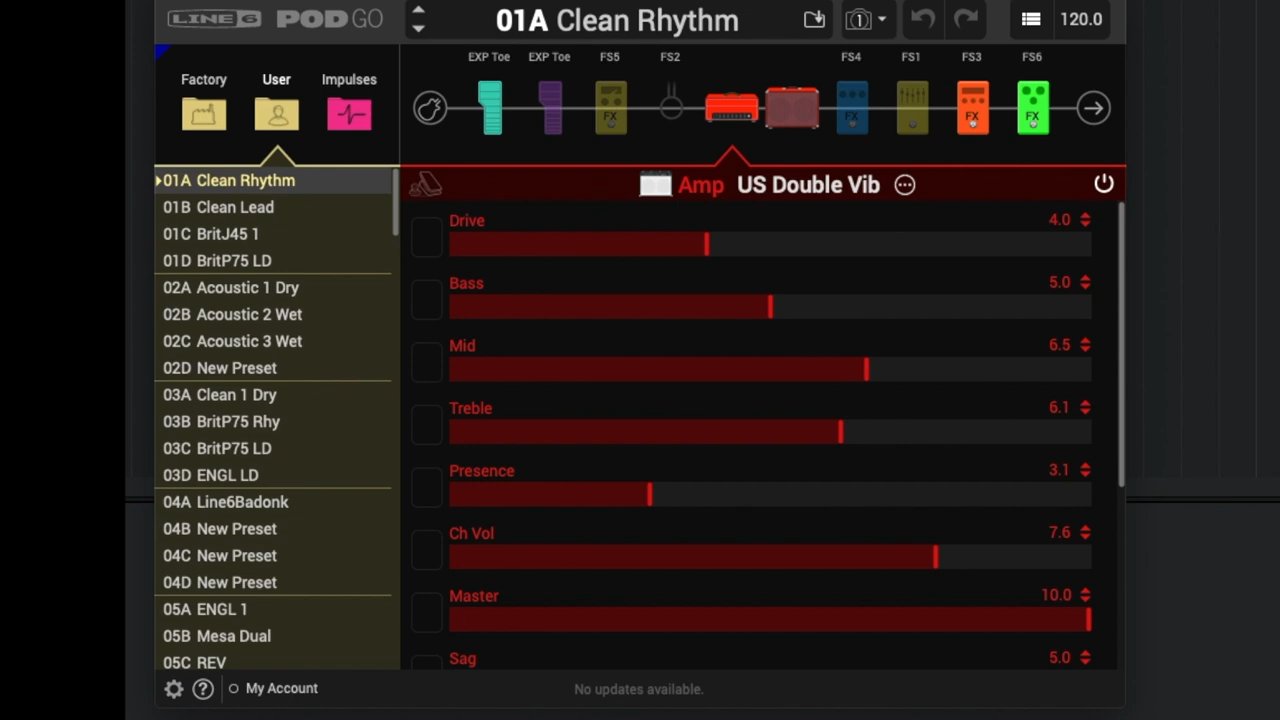 LINE 6 POD GO
01A Clean Rhythm
1
120.0
Factory
User
Impulses
EXP Toe
EXP Toe
FS5
FS2
FS4
FS1
FS3
FS6
FX
FX
FX
FX
FX
Amp US Double Vib
01A Clean Rhythm
01B Clean Lead
01C BritJ45 1
01D BritP75 LD
02A Acoustic 1 Dry
02B Acoustic 2 Wet
02C Acoustic 3 Wet
02D New Preset
03A Clean 1 Dry
03B BritP75 Rhy
03C BritP75 LD
03D ENGL LD
04A Line6Badonk
04B New Preset
04C New Preset
04D New Preset
05A ENGL 1
05B Mesa Dual
05C REV
Drive 4.0
Bass 5.0
Mid 6.5
Treble 6.1
Presence 3.1
Ch Vol 7.6
Master 10.0
Sag 5.0
? My Account
No updates available.